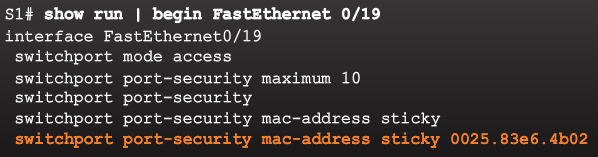 S1# show run | begin FastEthernet 0/19
interface FastEthernet0/19
switchport mode access
switchport port-security maximum 10
switchport port-security
switchport port-security mac-address sticky
switchport port-security mac-address sticky 0025.83e6.4b02